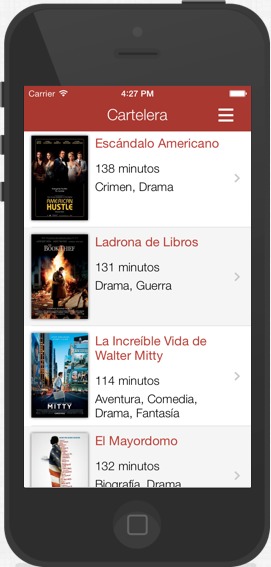 Carrier 4:27 PM
Cartelera
Escándalo Americano
138 minutos
Crimen, Drama
AMERICAN
HUSTLE
Ladrona de Libros
131 minutos
Drama, Guerra
THE
BOOK THIEF
La Increíble Vida de
Walter Mitty
114 minutos
Aventura, Comedia,
Drama, Fantasía
MITTY
El Mayordomo
132 minutos
Biografía, Drama